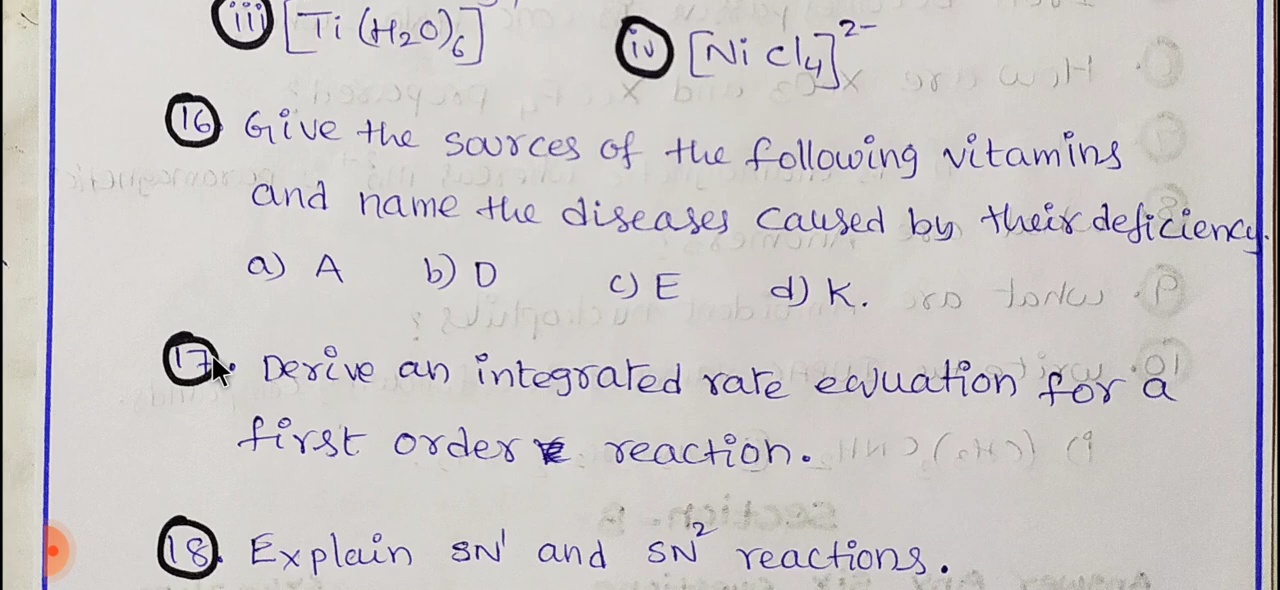 iii) [Ti (H₂O)₆] iv) [Ni Cl₄]²⁻
16. Give the sources of the following vitamins
and name the diseases caused by their deficiency.
a) A b) D c) E d) K.
17. Derive an integrated rate equation for a
first order reaction.
18. Explain SN¹ and SN² reactions.